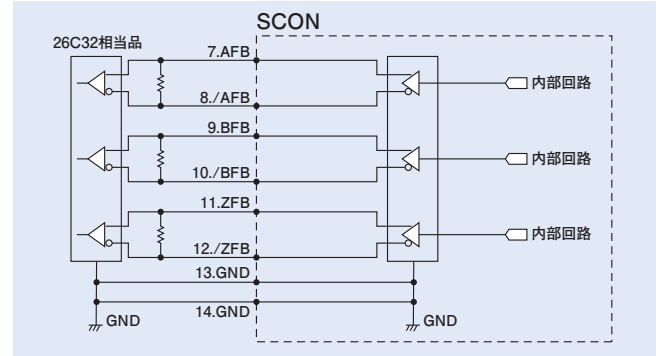 SCON
26C32相当品
7.AFB
内部回路
8./AFB
9.BFB
内部回路
10./BFB
11.ZFB
内部回路
12./ZFB
13.GND
14.GND
GND
GND